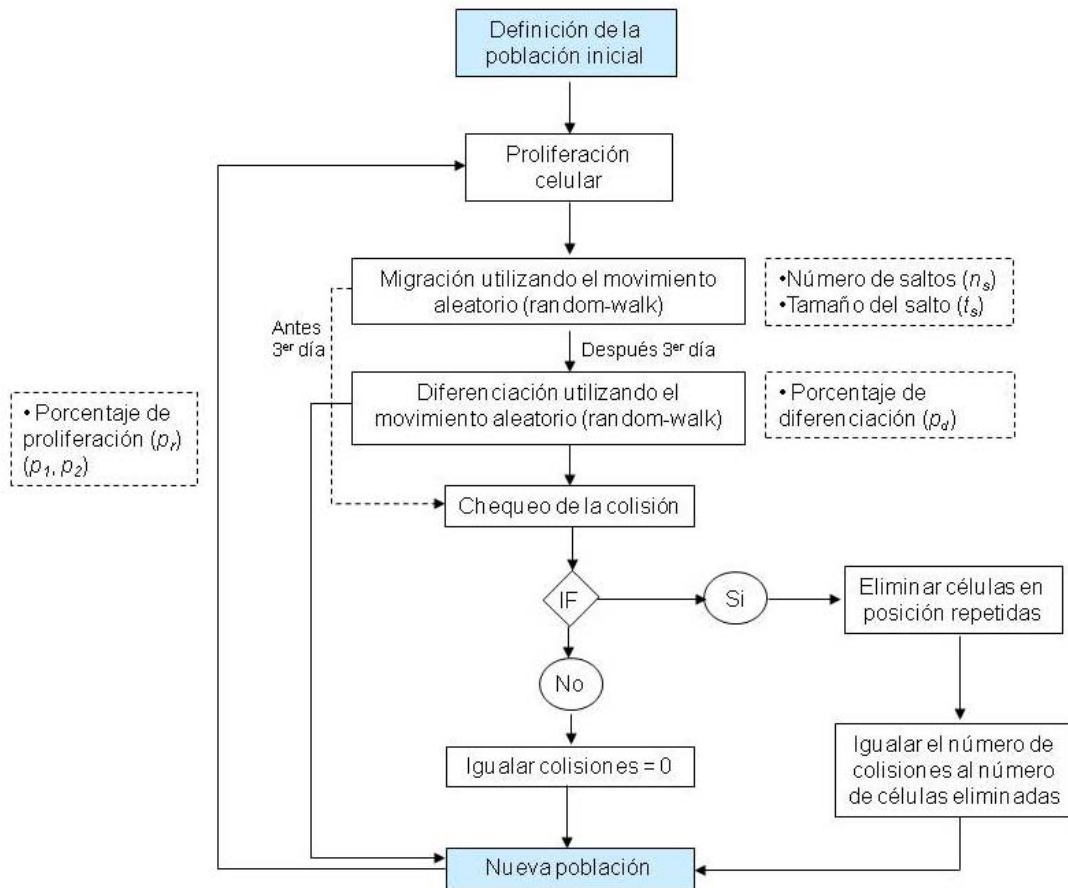 Definición de la
población inicial
Proliferación
celular
Migración utilizando el movimiento
aleatorio (random-walk)
•Número de saltos (ns)
•Tamaño del salto (ts)
Antes
3er día
Después 3er día
Diferenciación utilizando el
movimiento aleatorio (random-walk)
• Porcentaje de
diferenciación (pd)
• Porcentaje de
proliferación (pr)
(p1, p2)
Chequeo de la colisión
IF
Si
Eliminar células en
posición repetidas
No
Igualar colisiones = 0
Igualar el número de
colisiones al número
de células eliminadas
Nueva población